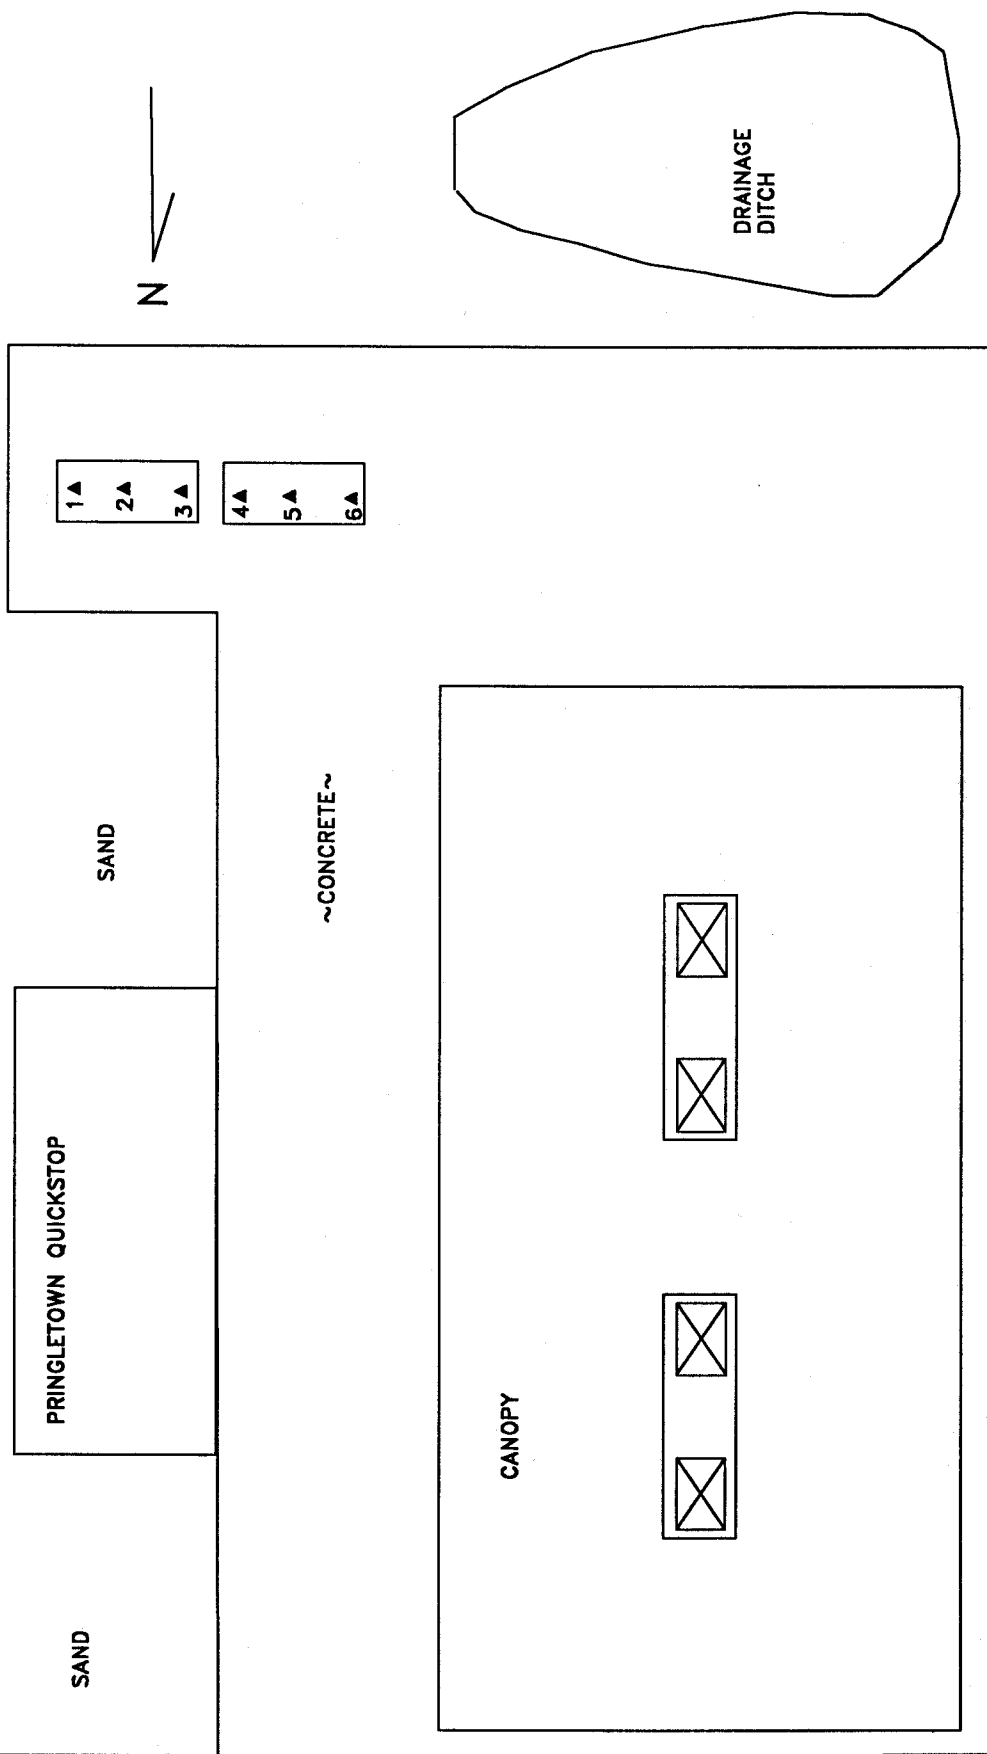 N
DRAINAGE
DITCH
1
2
3
4
5
6
SAND
~CONCRETE~
PRINGLETOWN QUICKSTOP
CANOPY
SAND